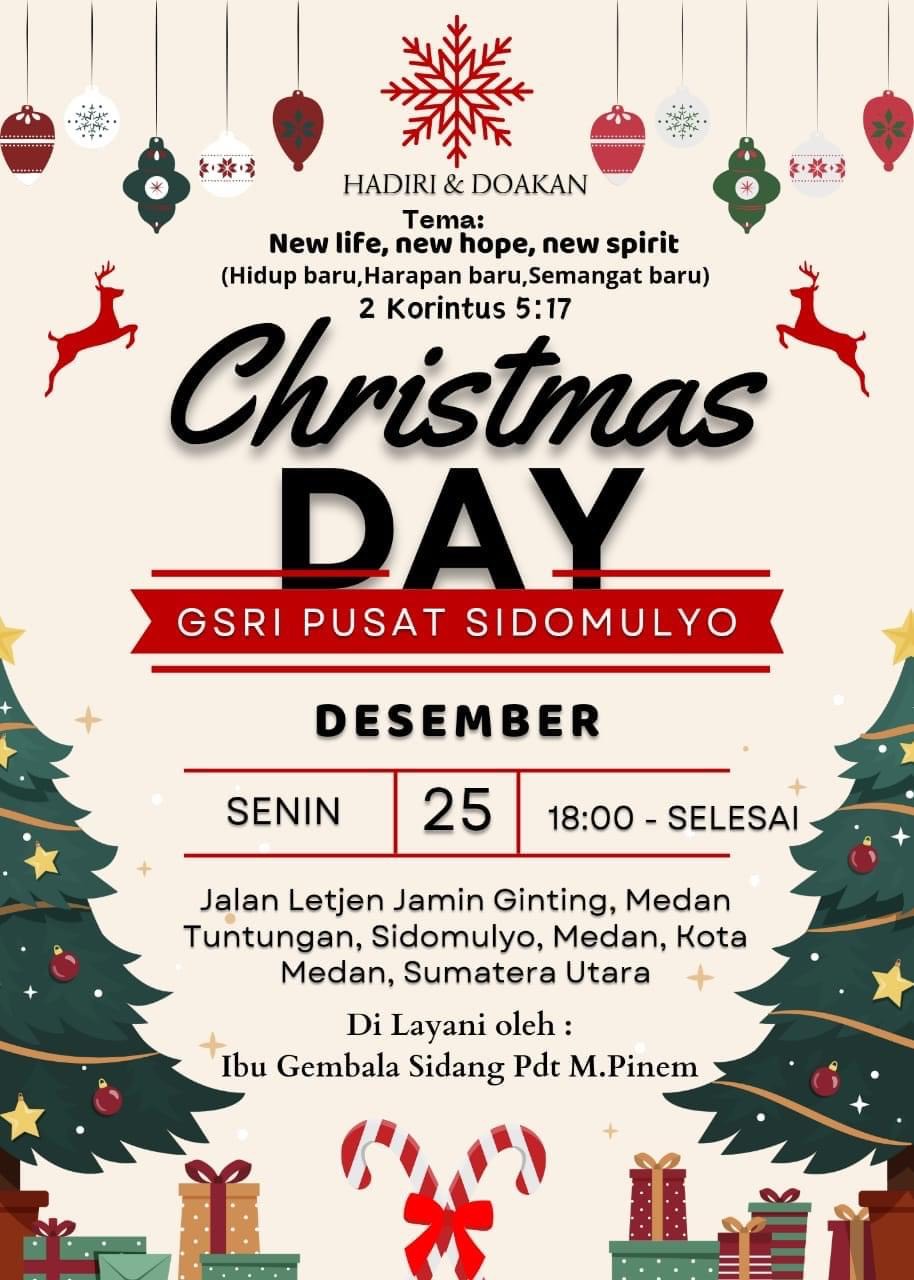 HADIRI & DOAKAN
Tema:
New life, new hope, new spirit
(Hidup baru,Harapan baru,Semangat baru)
2 Korintus 5:17
Christmas
DAY
GSRI PUSAT SIDOMULYO
DESEMBER
SENIN 25 18:00 - SELESAI
Jalan Letjen Jamin Ginting, Medan
Tuntungan, Sidomulyo, Medan, Kota
Medan, Sumatera Utara
Di Layani oleh :
Ibu Gembala Sidang Pdt M.Pinem